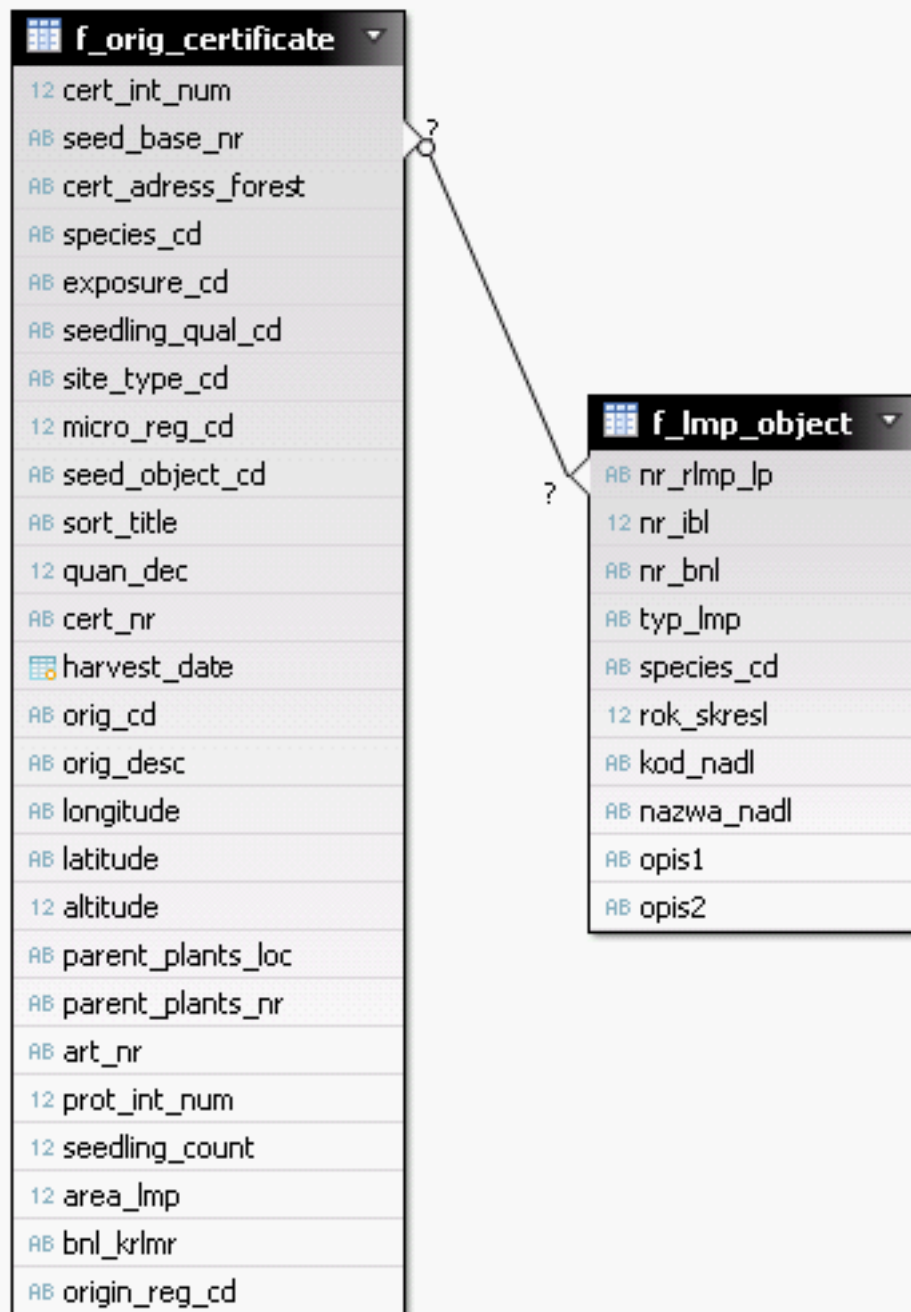 f_orig_certificate
12 cert_int_num
AB seed_base_nr
AB cert_adress_forest
AB species_cd
AB exposure_cd
AB seedling_qual_cd
AB site_type_cd
12 micro_reg_cd
AB seed_object_cd
AB sort_title
12 quan_dec
AB cert_nr
harvest_date
AB orig_cd
AB orig_desc
AB longitude
AB latitude
12 altitude
AB parent_plants_loc
AB parent_plants_nr
AB art_nr
12 prot_int_num
12 seedling_count
12 area_lmp
AB bnl_krlmr
AB origin_reg_cd
?
?
f_lmp_object
AB nr_rlmp_lp
12 nr_ibl
AB nr_bnl
AB typ_lmp
AB species_cd
12 rok_skresl
AB kod_nadl
AB nazwa_nadl
AB opis1
AB opis2